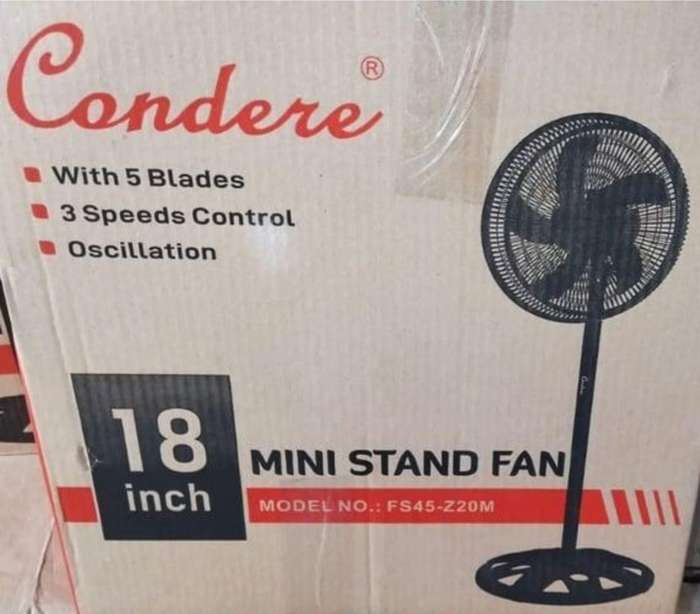 Condere®
With 5 Blades
3 Speeds Control
Oscillation
18
inch
MINI STAND FAN
MODEL NO.: FS45-Z20M